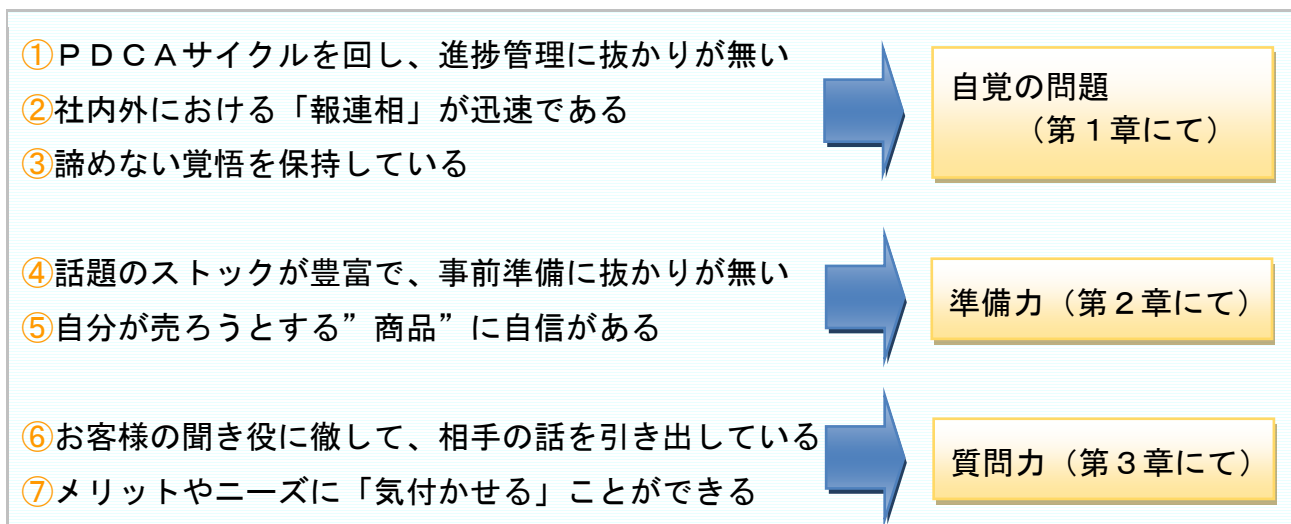 ①ＰＤＣＡサイクルを回し、進捗管理に抜かりが無い
②社内外における「報連相」が迅速である
③諦めない覚悟を保持している
自覚の問題
（第１章にて）
④話題のストックが豊富で、事前準備に抜かりが無い
⑤自分が売ろうとする”商品”に自信がある
準備力（第２章にて）
⑥お客様の聞き役に徹して、相手の話を引き出している
⑦メリットやニーズに「気付かせる」ことができる
質問力（第３章にて）